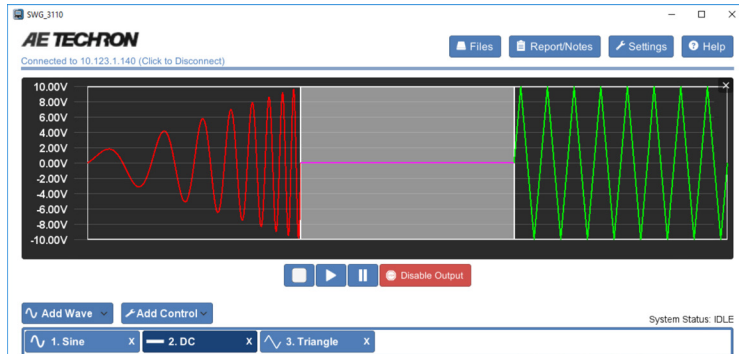 SWG_3110
AE TECHRON
Files Report/Notes Settings Help
Connected to 10.123.1.140 (Click to Disconnect)
10.00V
8.00V
6.00V
4.00V
2.00V
0.00V
-2.00V
-4.00V
-6.00V
-8.00V
-10.00V
Disable Output
Add Wave Add Control
System Status: IDLE
1. Sine x 2. DC x 3. Triangle x